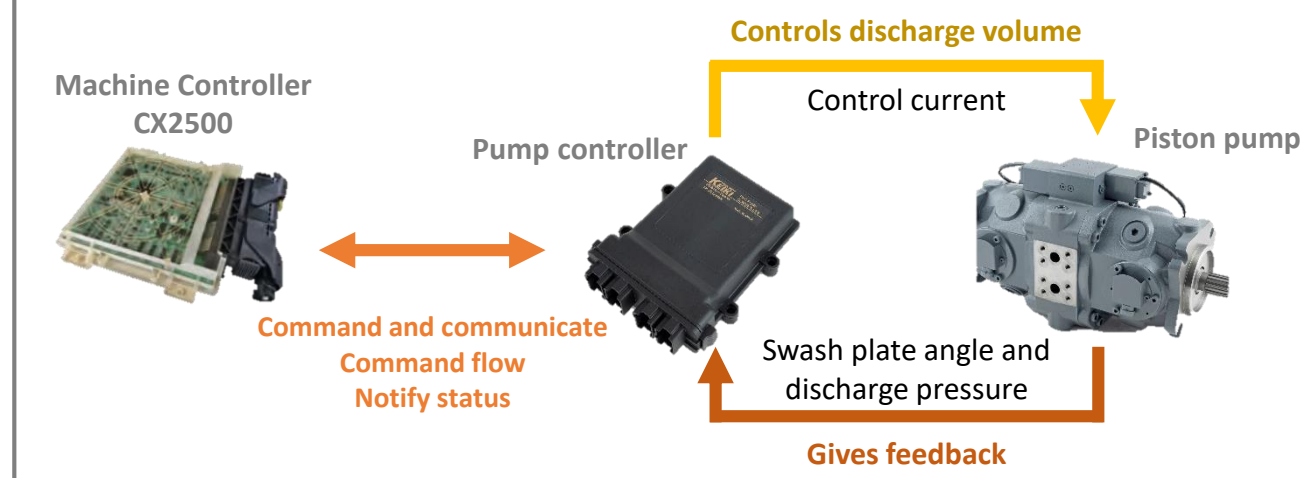 Controls discharge volume
Machine Controller
CX2500
Control current
Pump controller
Piston pump
KEIKI
Command and communicate
Command flow
Notify status
Swash plate angle and
discharge pressure
Gives feedback